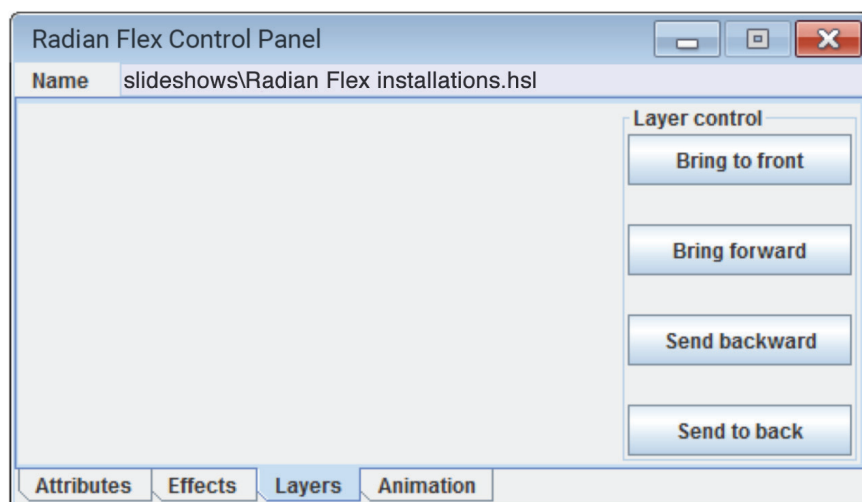 Radian Flex Control Panel
Name slideshows\Radian Flex installations.hsl
Layer control
Bring to front
Bring forward
Send backward
Send to back
Attributes Effects Layers Animation